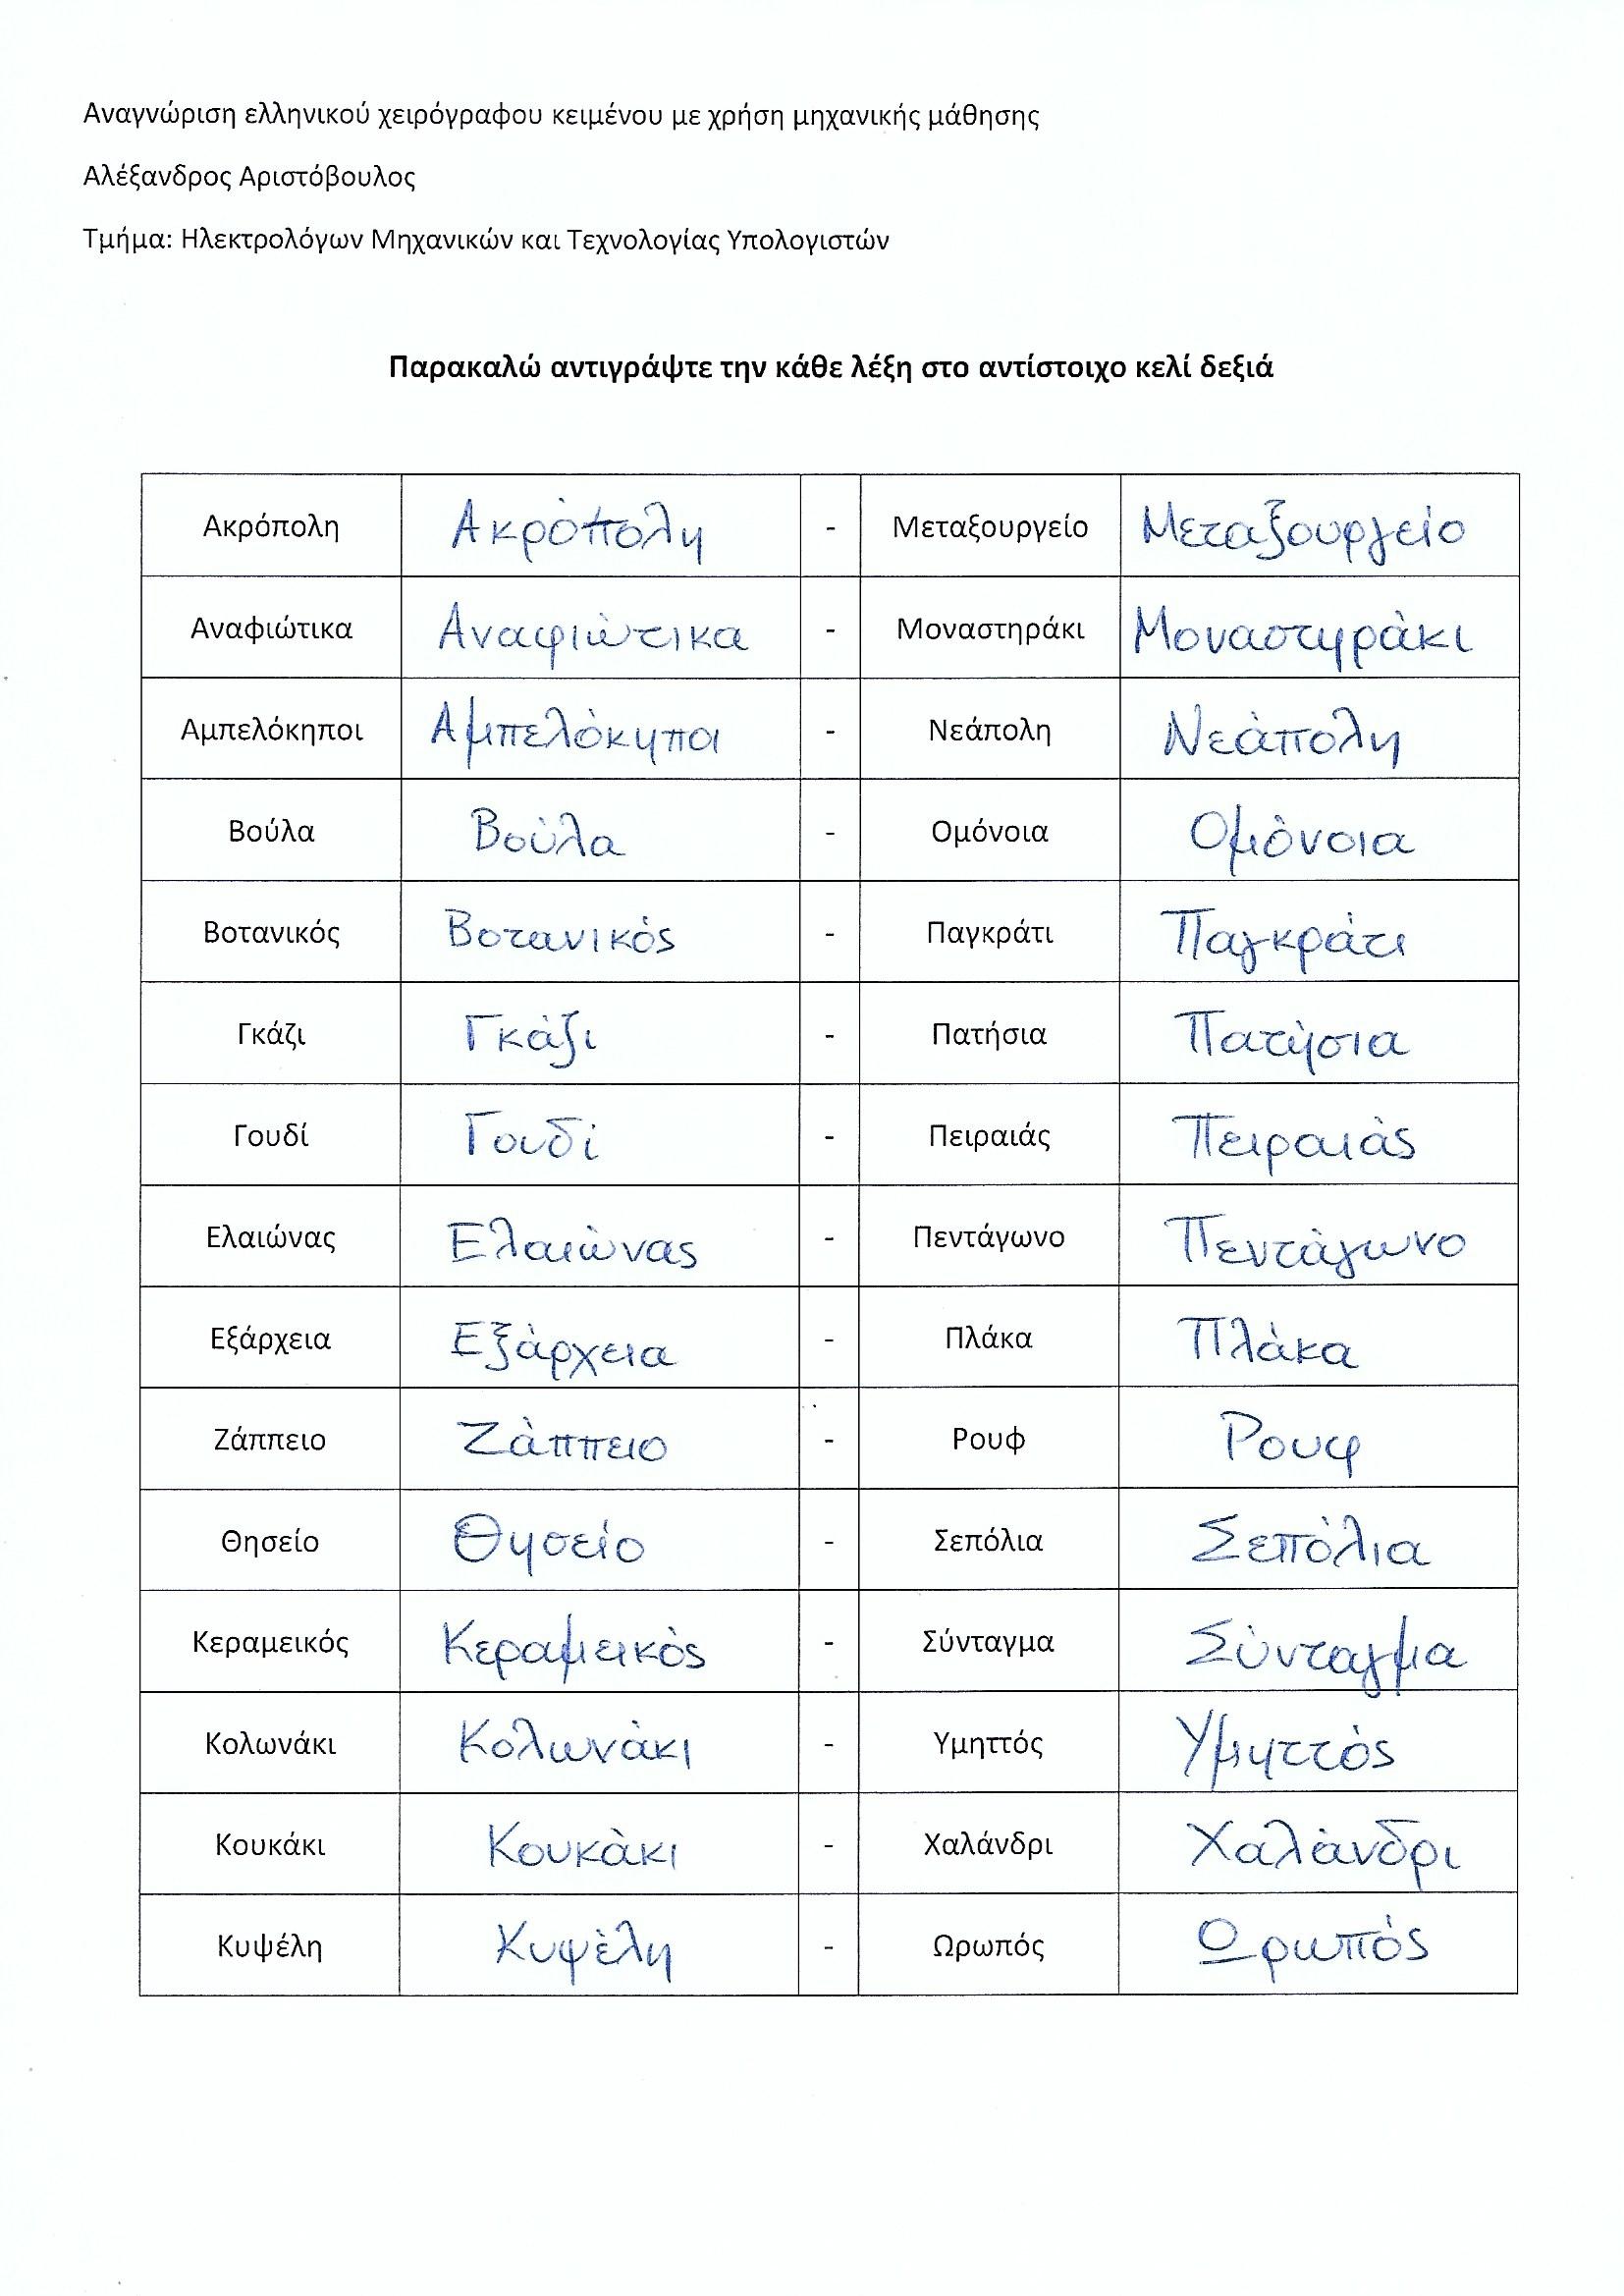 Αναγνώριση ελληνικού χειρόγραφου κειμένου με χρήση μηχανικής μάθησης
Αλέξανδρος Αριστόβουλος
Τμήμα: Ηλεκτρολόγων Μηχανικών και Τεχνολογίας Υπολογιστών
Παρακαλώ αντιγράψτε την κάθε λέξη στο αντίστοιχο κελί δεξιά
Ακρόπολη Ακρόπολη - Μεταξουργείο Μεταξουργείο
Αναφιώτικα Αναφιώτικα - Μοναστηράκι Μοναστηράκι
Αμπελόκηποι Αμπελόκηποι - Νεάπολη Νεάπολη
Βούλα Βούλα - Ομόνοια Ομόνοια
Βοτανικός Βοτανικός - Παγκράτι Παγκράτι
Γκάζι Γκάζι - Πατήσια Πατήσια
Γουδί Γουδί - Πειραιάς Πειραιάς
Ελαιώνας Ελαιώνας - Πεντάγωνο Πεντάγωνο
Εξάρχεια Εξάρχεια - Πλάκα Πλάκα
Ζάππειο Ζάππειο - Ρουφ Ρουφ
Θησείο Θησείο - Σεπόλια Σεπόλια
Κεραμεικός Κεραμεικός - Σύνταγμα Σύνταγμα
Κολωνάκι Κολωνάκι - Υμηττός Υμηττός
Κουκάκι Κουκάκι - Χαλάνδρι Χαλάνδρι
Κυψέλη Κυψέλη - Ωρωπός Ωρωπός